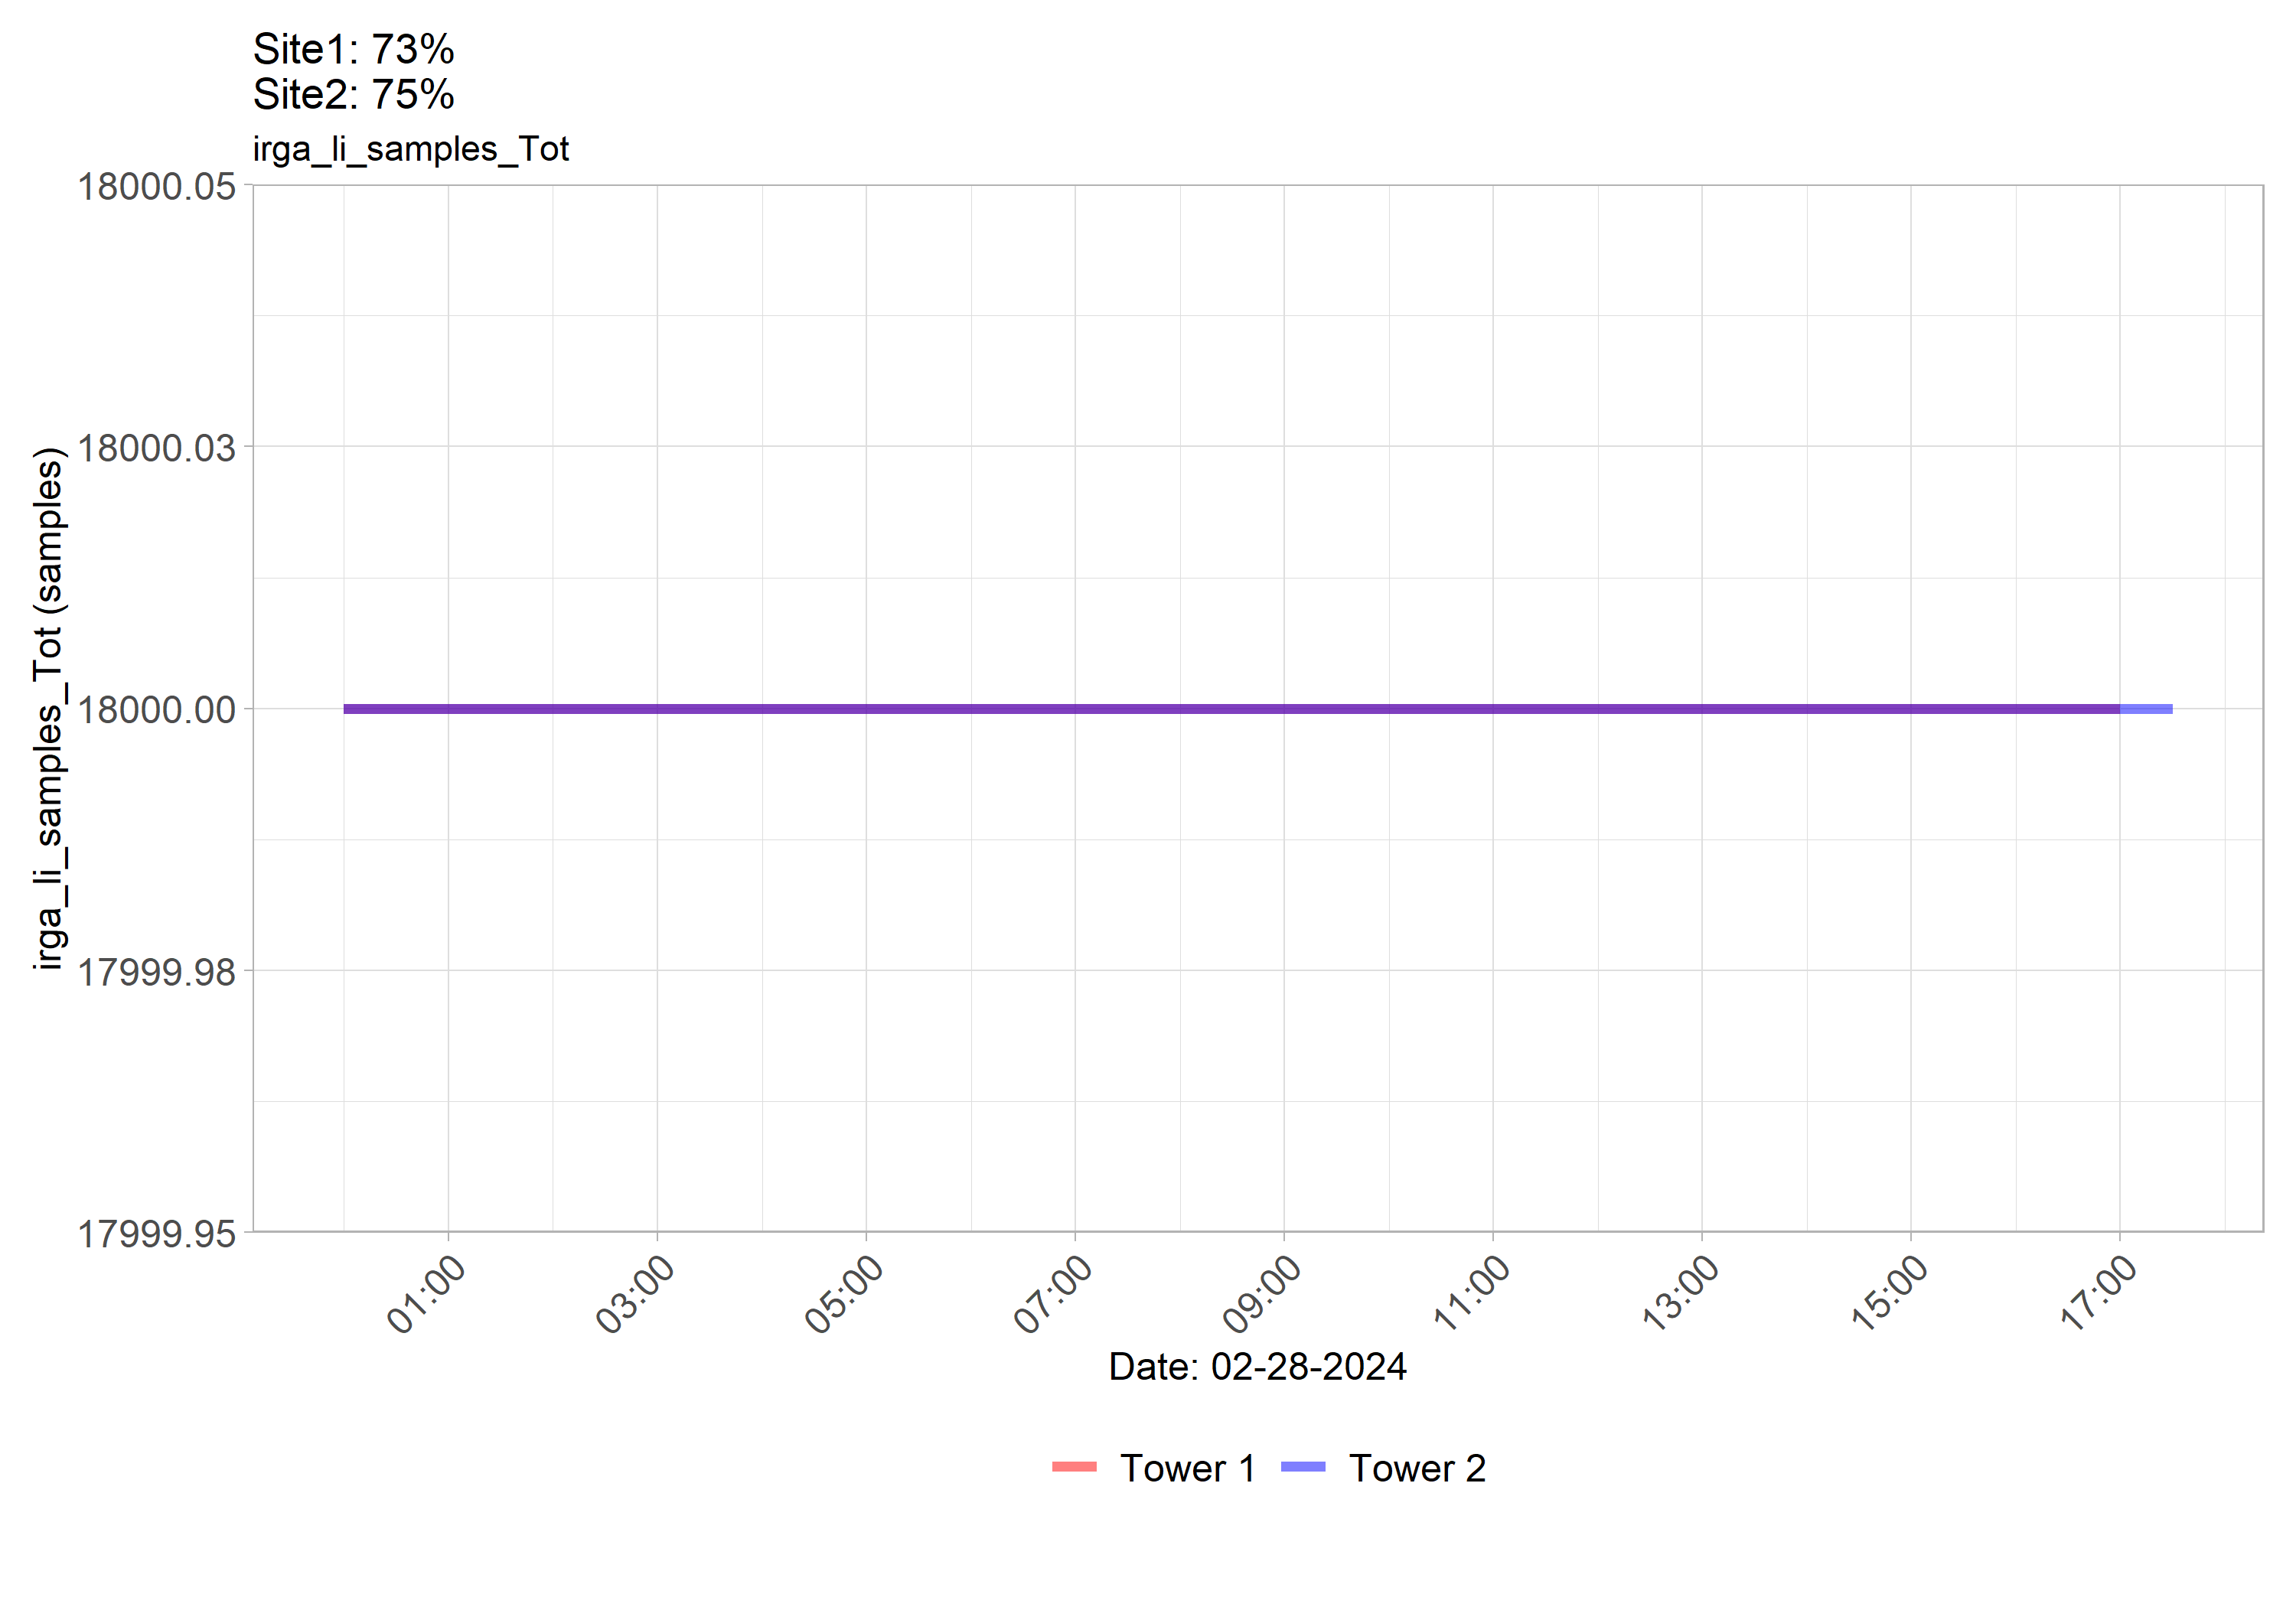 Site1: 73%
Site2: 75%
irga_li_samples_Tot
18000.05
18000.03
18000.00
17999.98
17999.95
irga_li_samples_Tot (samples)
01:00
03:00
05:00
07:00
09:00
11:00
13:00
15:00
17:00
Date: 02-28-2024
Tower 1
Tower 2